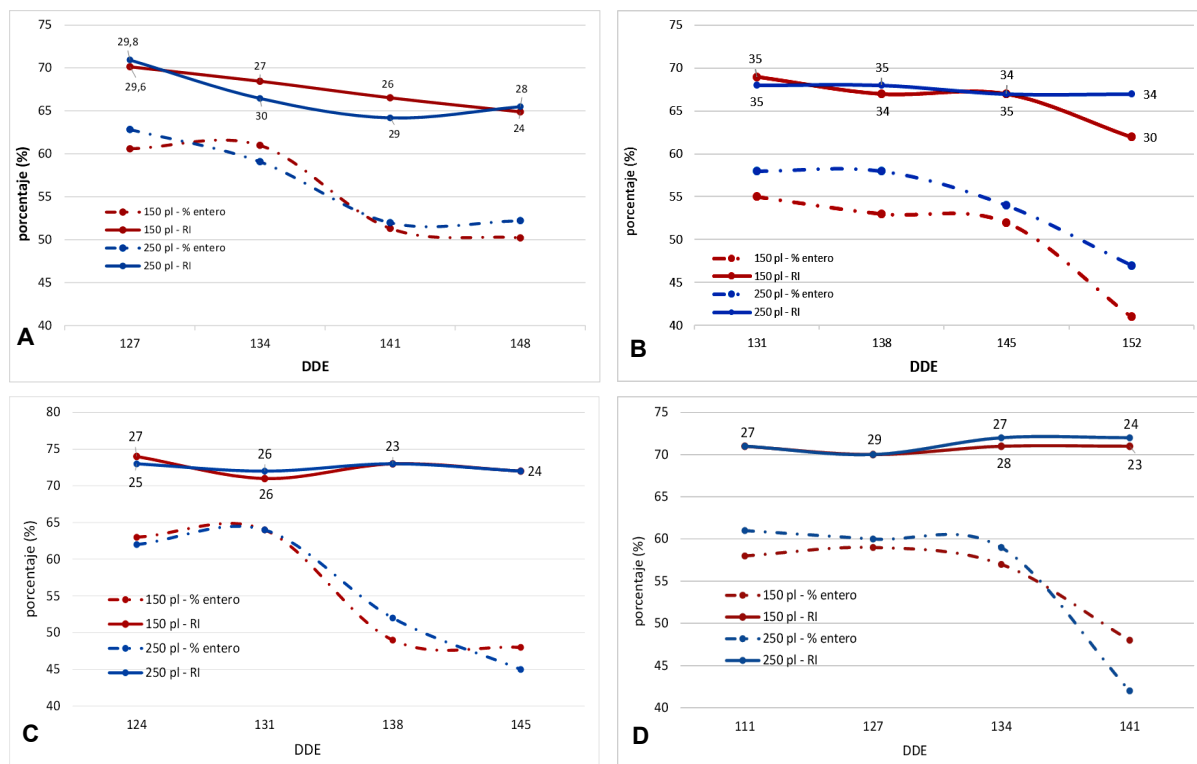 75
70
65
60
55
50
45
40
porcentaje (%)
29,8
27
26
28
29,6
30
29
24
150 pl - % entero
150 pl - RI
250 pl - % entero
250 pl - RI
A
127 134 141 148
DDE
75
70
65
60
55
50
45
40
porcentaje (%)
35 35 34
34
35 34 35
30
150 pl - % entero
150 pl - RI
250 pl - % entero
250 pl - RI
B
131 138 145 152
DDE
80
75
70
65
60
55
50
45
40
porcentaje (%)
27 26 23
24
25 26
150 pl - % entero
150 pl - RI
250 pl - % entero
250 pl - RI
C
124 131 138 145
DDE
75
70
65
60
55
50
45
40
porcentaje (%)
27 29 27 24
28 23
150 pl - % entero
150 pl - RI
250 pl - % entero
250 pl - RI
D
111 127 134 141
DDE